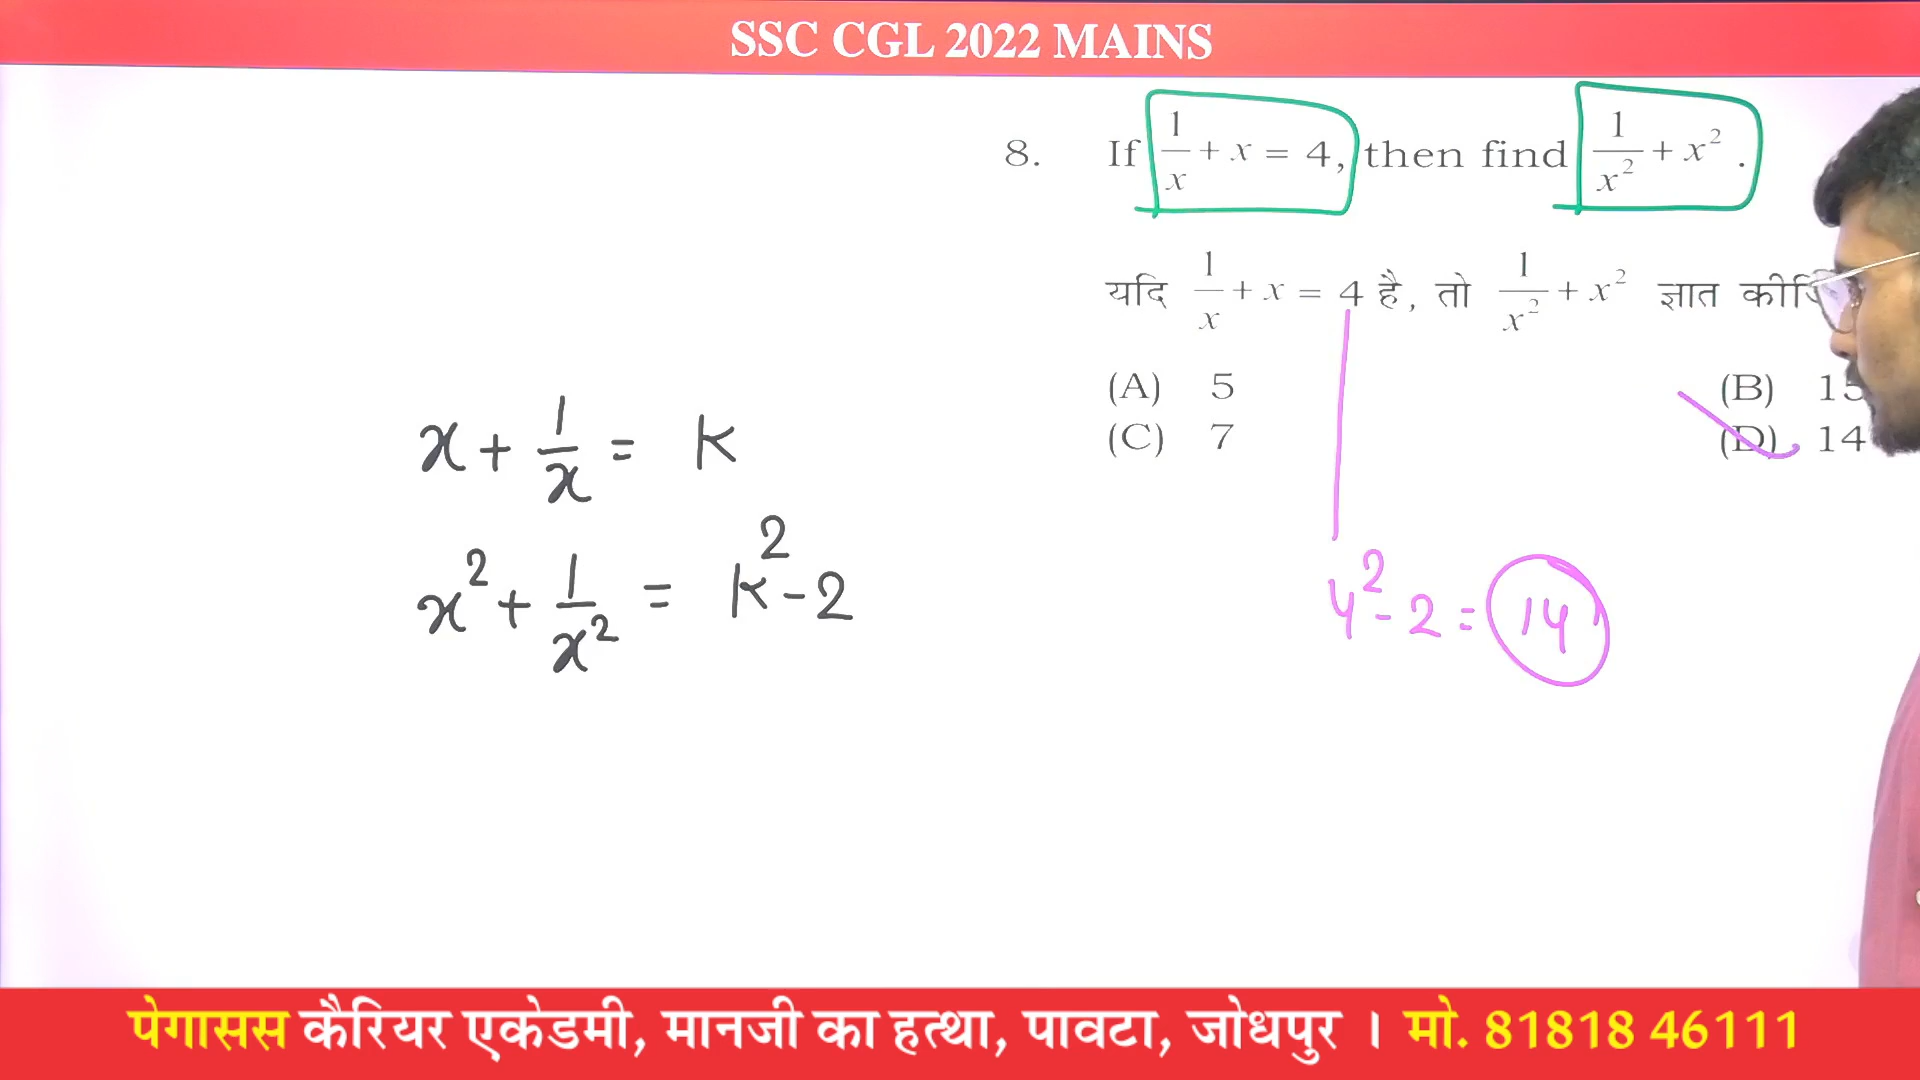 SSC CGL 2022 MAINS
8. If 1/x + x = 4, then find 1/x² + x².
यदि 1/x + x = 4 है, तो 1/x² + x² ज्ञात
(A) 5 (B)
(C) 7 (D) 14
x + 1/x = K
x² + 1/x² = K² - 2
4² - 2 = 14
पेगासस कैरियर एकेडमी, मानजी का हत्था, पावटा, जोधपुर । मो. 81818 46111